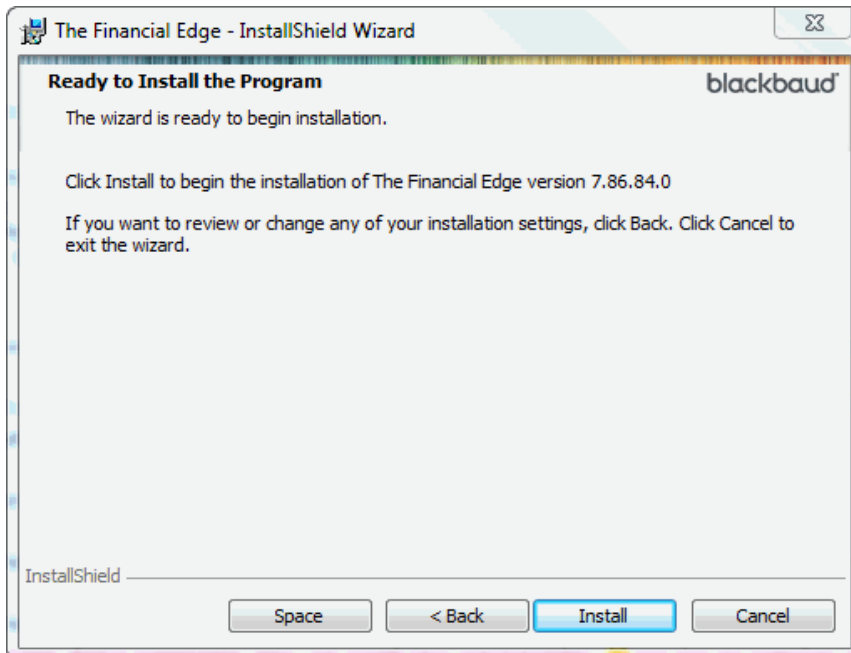 The Financial Edge - InstallShield Wizard
Ready to Install the Program
blackbaud
The wizard is ready to begin installation.
Click Install to begin the installation of The Financial Edge version 7.86.84.0
If you want to review or change any of your installation settings, click Back. Click Cancel to
exit the wizard.
InstallShield
Space
< Back
Install
Cancel